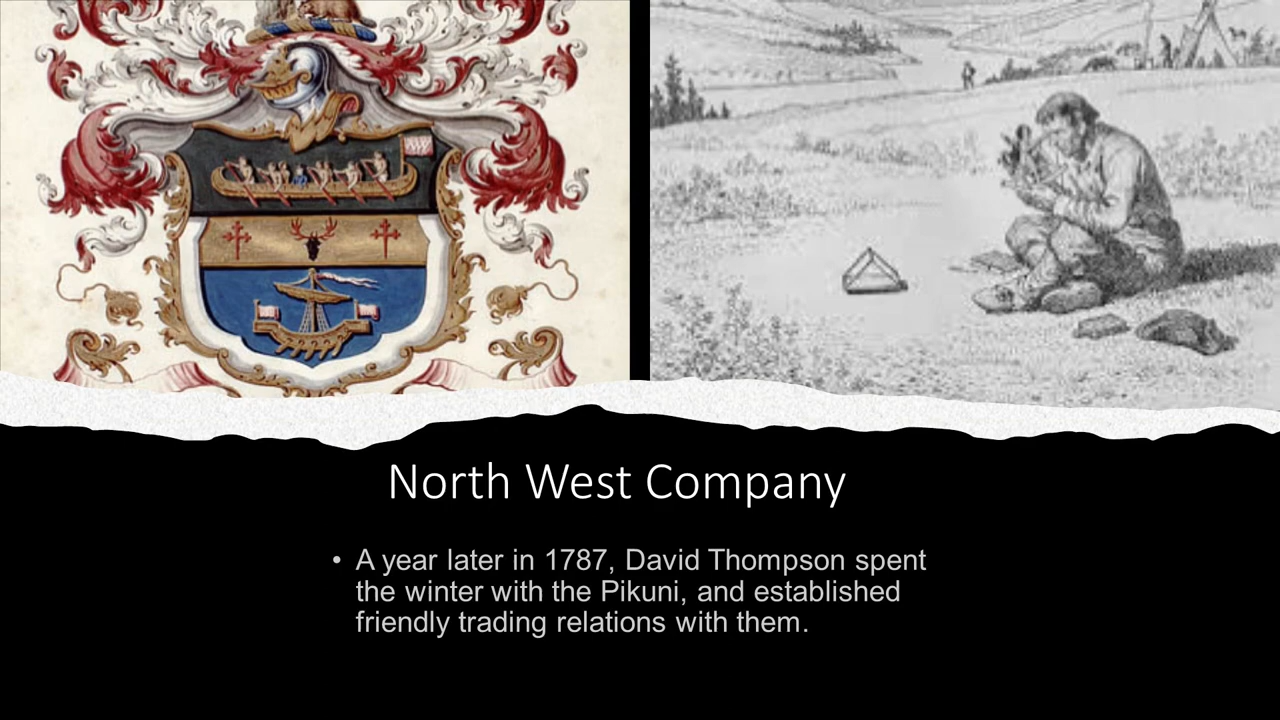 North West Company
• A year later in 1787, David Thompson spent
the winter with the Pikuni, and established
friendly trading relations with them.